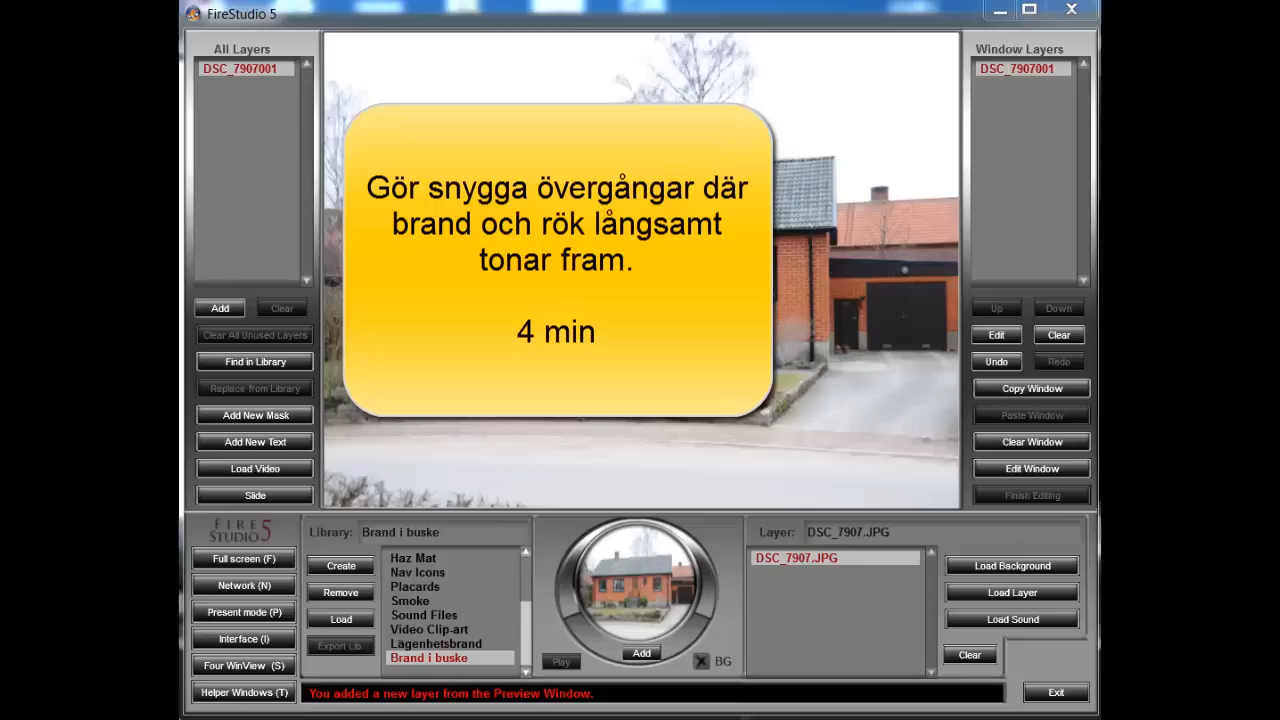 FireStudio 5
All Layers
DSC_7907001
Add
Clear
Clear All Unused Layers
Find in Library
Replace from Library
Add New Mask
Add New Text
Load Video
Slide
Gör snygga övergångar där
brand och rök långsamt
tonar fram.
4 min
Window Layers
DSC_7907001
Up
Down
Edit
Clear
Undo
Redo
Copy Window
Paste Window
Clear Window
Edit Window
Finish Editing
FIRE
STUDIO 5
Full screen (F)
Network (N)
Present mode (P)
Interface (I)
Four WinView (S)
Helper Windows (T)
Library: Brand i buske
Create
Remove
Load
Export Lib.
Haz Mat
Nav Icons
Placards
Smoke
Sound Files
Video Clip-art
Lägenhetsbrand
Brand i buske
Play
Add
X BG
Layer: DSC_7907.JPG
DSC_7907.JPG
Load Background
Load Layer
Load Sound
Clear
You added a new layer from the Preview Window.
Exit